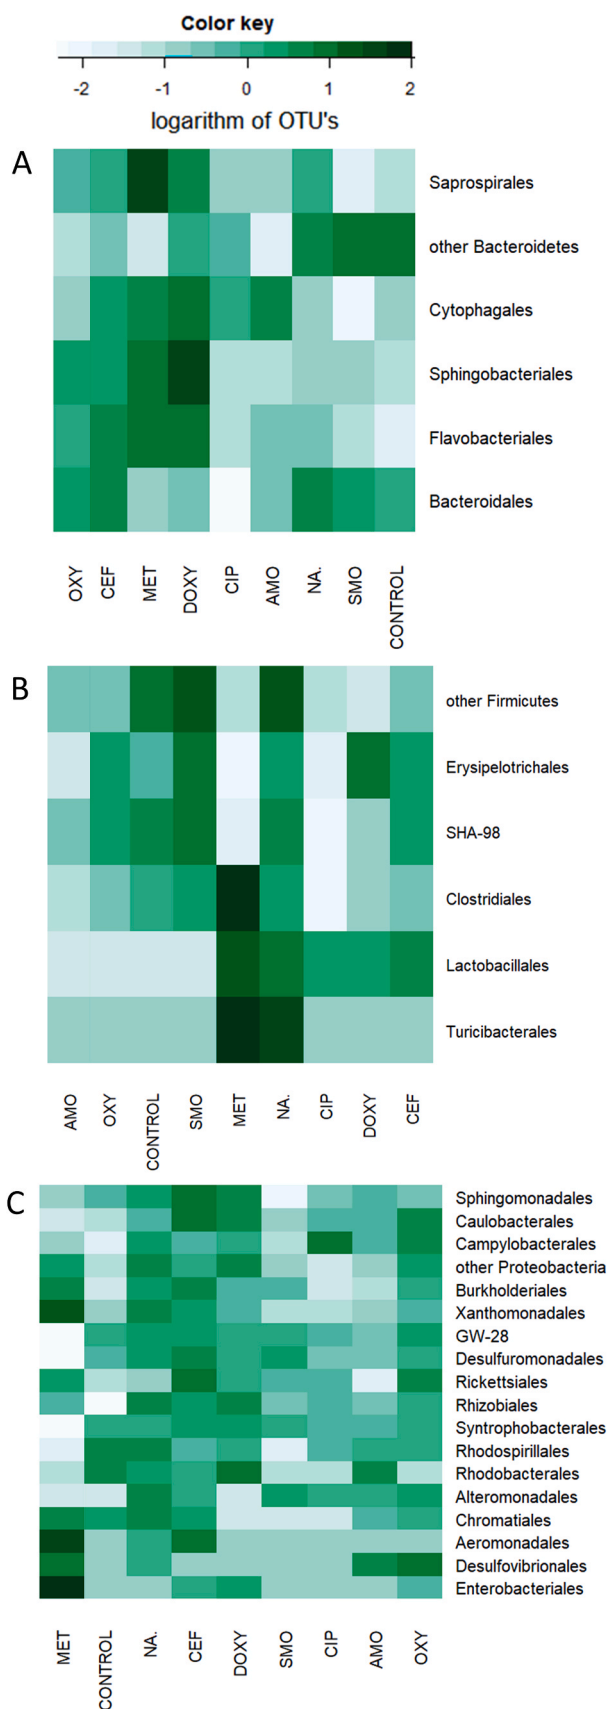 Color key
-2 -1 0 1 2
logarithm of OTU's
A
Saprospirales
other Bacteroidetes
Cytophagales
Sphingobacteriales
Flavobacteriales
Bacteroidales
OXY CEF MET DOXY CIP AMO NA. SMO CONTROL
B
other Firmicutes
Erysipelotrichales
SHA-98
Clostridiales
Lactobacillales
Turicibacterales
AMO OXY CONTROL SMO MET NA. CIP DOXY CEF
C
Sphingomonadales
Caulobacterales
Campylobacterales
other Proteobacteria
Burkholderiales
Xanthomonadales
GW-28
Desulfuromonadales
Rickettsiales
Rhizobiales
Syntrophobacterales
Rhodospirillales
Rhodobacterales
Alteromonadales
Chromatiales
Aeromonadales
Desulfovibrionales
Enterobacteriales
MET CONTROL NA. CEF DOXY SMO CIP AMO OXY